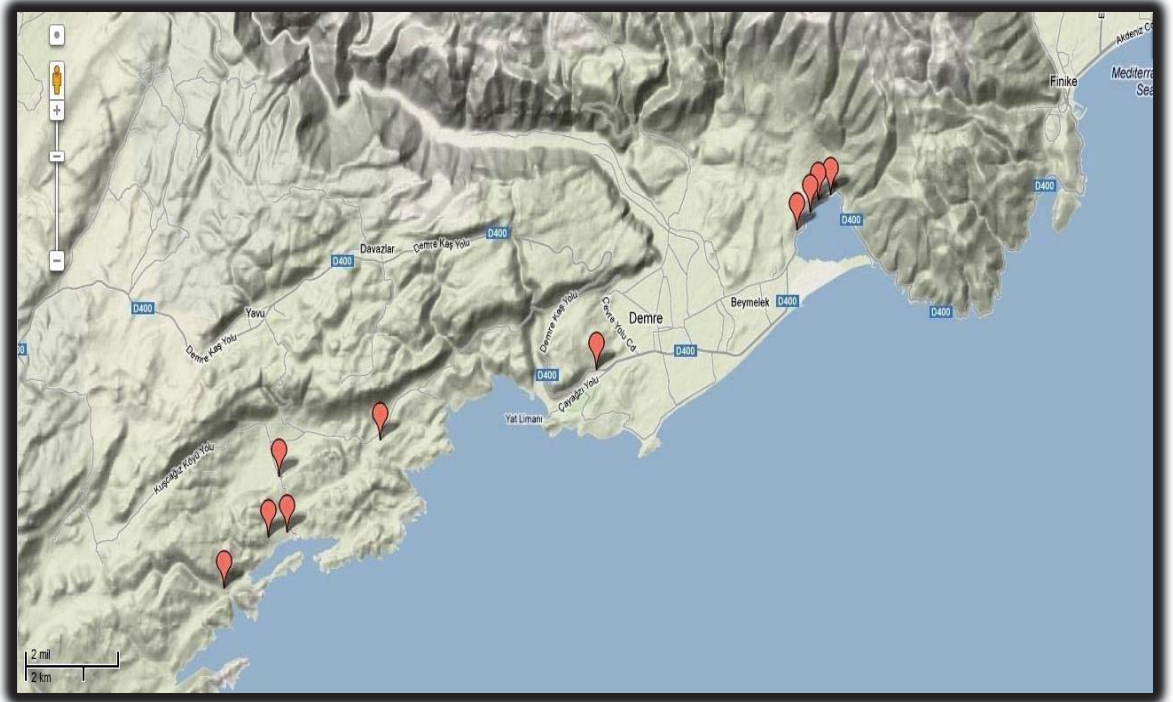 Akdeniz
Finike
Mediterra
Sea
D400
D400
D400
Davazlar
Demre Kaş Yolu
D400
D400
Yavu
Demre Kaş Yolu
Demre Kaş Yolu
Çevre Yolu Cd
Demre
Beymelek
D400
D400
D400
D400
Çayağzı Yolu
Yat Limanı
Kuşcağız Köyü Yolu
2 mil
2 km